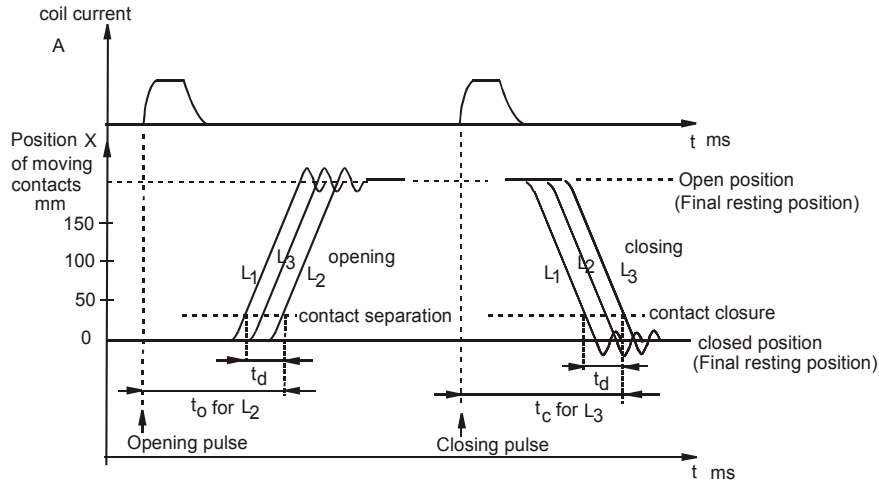 coil current
A
t ms
Position X
of moving
contacts
mm
150
100
50
0
L1
L3
L2
opening
contact separation
td
to for L2
Opening pulse
L1
L2
L3
closing
Open position
(Final resting position)
contact closure
closed position
(Final resting position)
td
tc for L3
Closing pulse
t ms